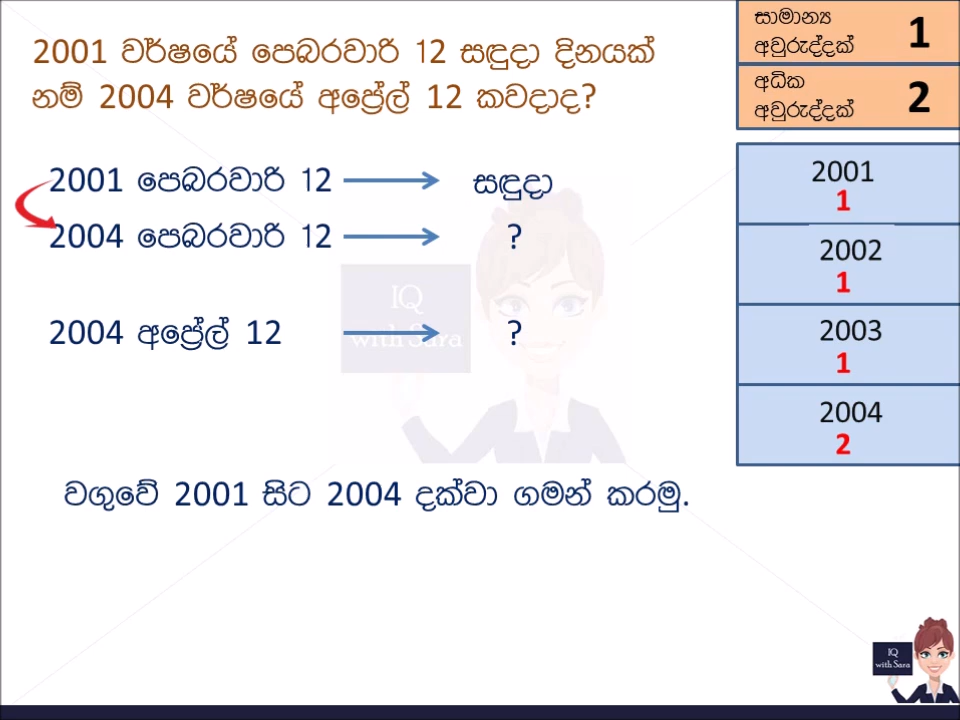 2001 වර්ෂයේ පෙබරවාරි 12 සඳුදා දිනයක්
නම් 2004 වර්ෂයේ අප්‍රේල් 12 කවදාද?
සාමාන්‍ය
අවුරුද්දක් 1
අධික
අවුරුද්දක් 2
2001 පෙබරවාරි 12 සඳුදා
2004 පෙබරවාරි 12 ?
2004 අප්‍රේල් 12 ?
IQ
with Sara
2001
1
2002
1
2003
1
2004
2
වගුවේ 2001 සිට 2004 දක්වා ගමන් කරමු.
IQ
with Sara